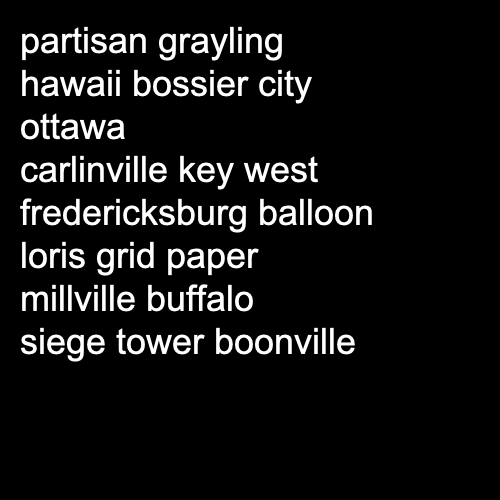 partisan grayling
hawaii bossier city
ottawa
carlinville key west
fredericksburg balloon
loris grid paper
millville buffalo
siege tower boonville